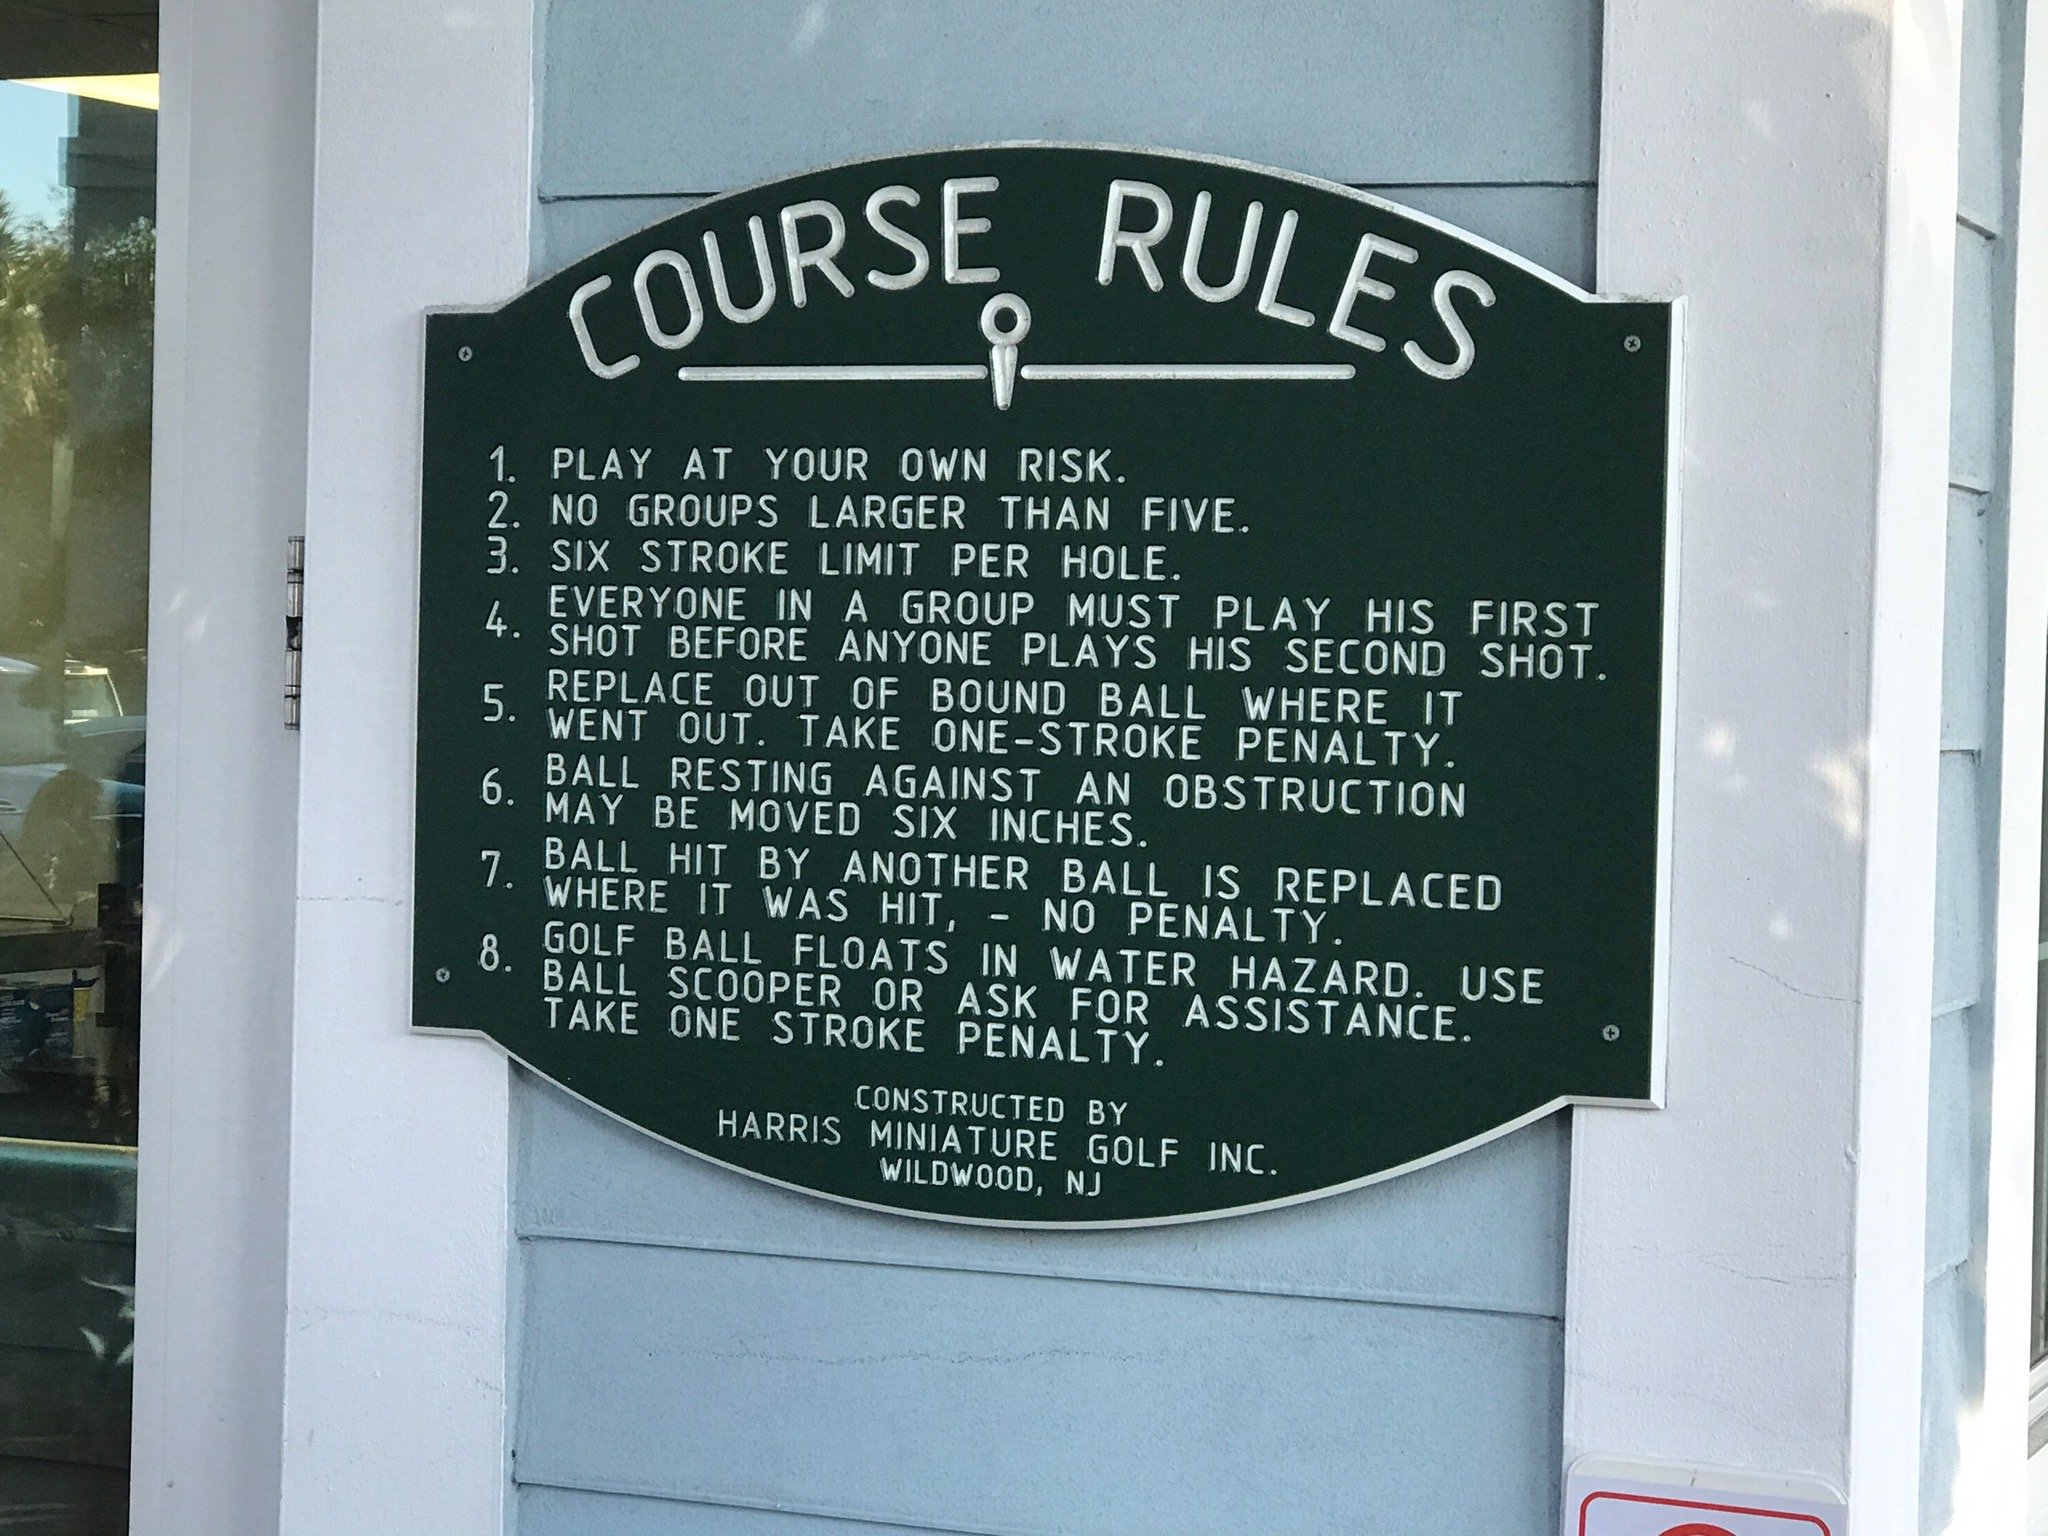 COURSE RULES
1. PLAY AT YOUR OWN RISK.
2. NO GROUPS LARGER THAN FIVE.
3. SIX STROKE LIMIT PER HOLE.
4. EVERYONE IN A GROUP MUST PLAY HIS FIRST
SHOT BEFORE ANYONE PLAYS HIS SECOND SHOT.
5. REPLACE OUT OF BOUND BALL WHERE IT
WENT OUT. TAKE ONE-STROKE PENALTY.
6. BALL RESTING AGAINST AN OBSTRUCTION
MAY BE MOVED SIX INCHES.
7. BALL HIT BY ANOTHER BALL IS REPLACED
WHERE IT WAS HIT, - NO PENALTY.
8. GOLF BALL FLOATS IN WATER HAZARD. USE
BALL SCOOPER OR ASK FOR ASSISTANCE.
TAKE ONE STROKE PENALTY.
CONSTRUCTED BY
HARRIS MINIATURE GOLF INC.
WILDWOOD, NJ